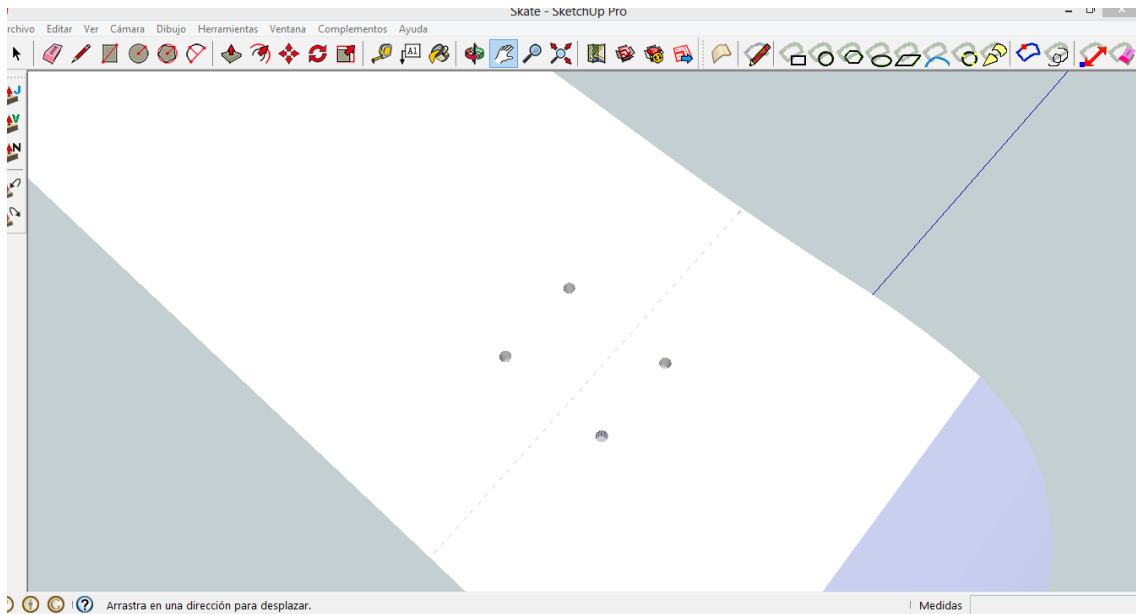 Skate - SketchUp Pro
rchivo Editar Ver Cámara Dibujo Herramientas Ventana Complementos Ayuda
A1
J
V
N
Arrastra en una dirección para desplazar.
Medidas